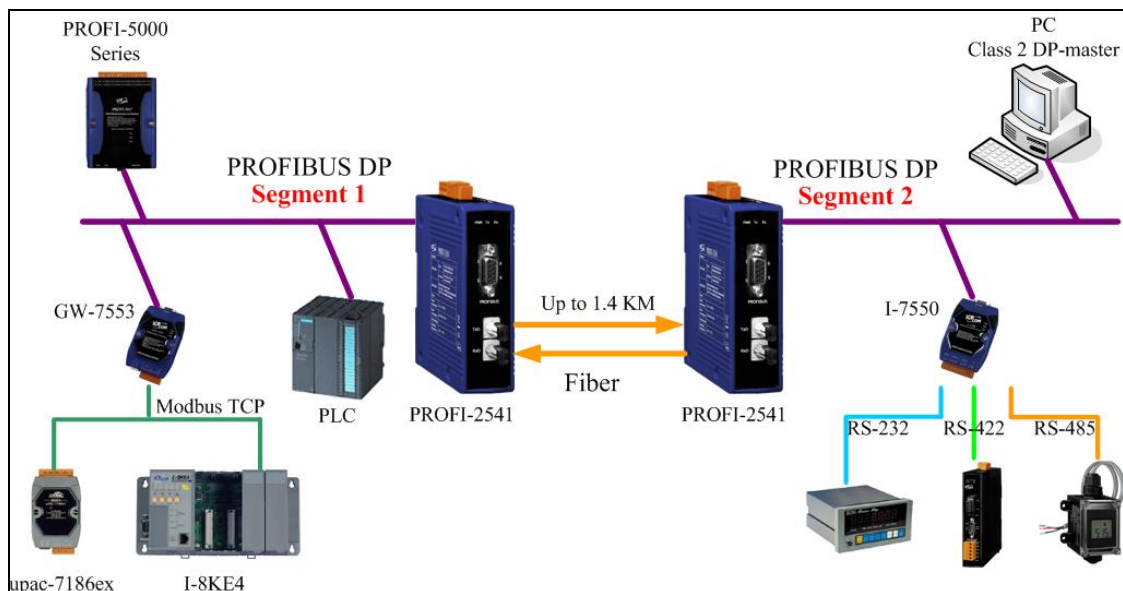 PROFI-5000
Series
PC
Class 2 DP-master
PROFIBUS DP
Segment 1
PROFIBUS DP
Segment 2
GW-7553
PLC
PROFI-2541
Up to 1.4 KM
Fiber
PROFI-2541
I-7550
Modbus TCP
RS-232
RS-422
RS-485
upac-7186ex
I-8KE4
PROFIBUS
PROFIBUS